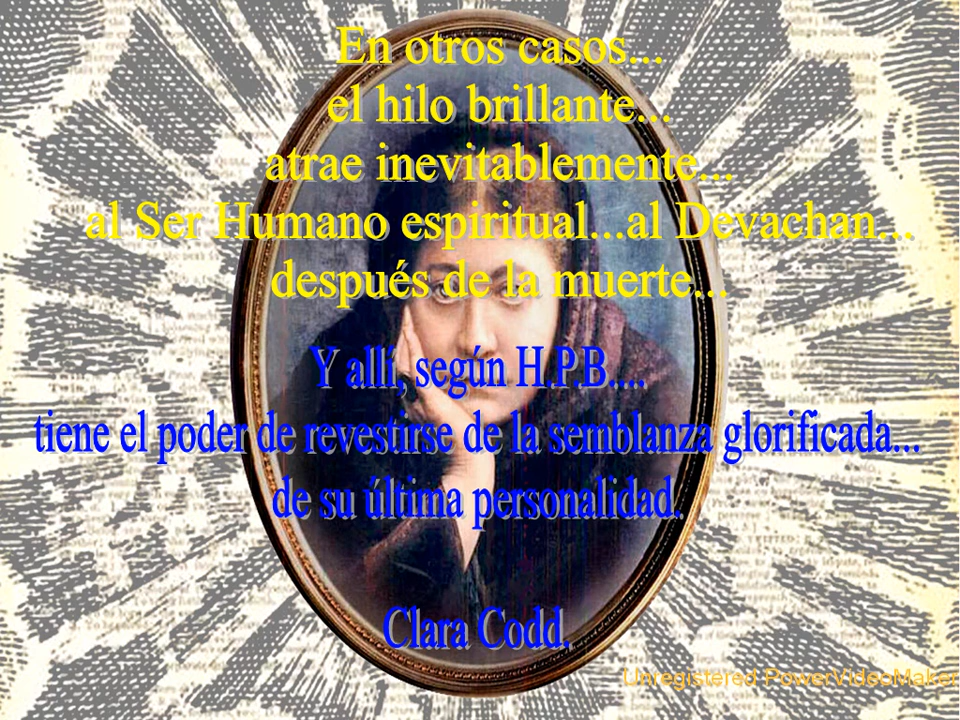 En otros casos...
el hilo brillante...
atrae inevitablemente...
al Ser Humano espiritual...al Devachan...
después de la muerte...
Y allí, según H.P.B....
tiene el poder de revestirse de la semblanza glorificada...
de su última personalidad.
Clara Codd.
Unregistered PowerVideoMaker